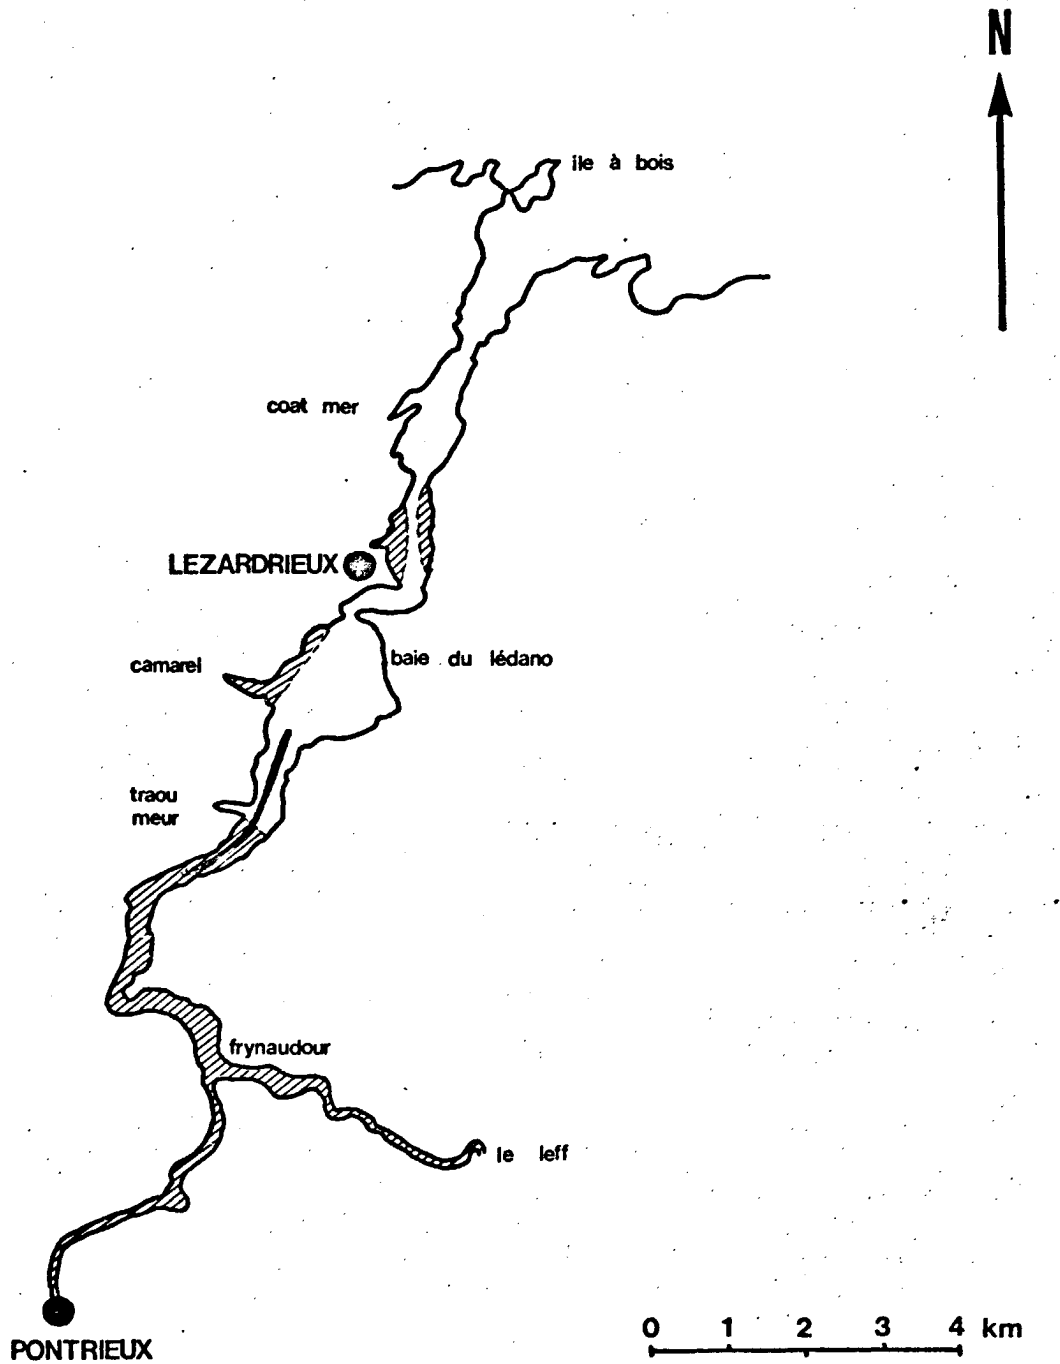 N
ile à bois
coat mer
LEZARDRIEUX
camarel
baie du lédano
traou
meur
frynaudour
le leff
PONTRIEUX
0 1 2 3 4 km